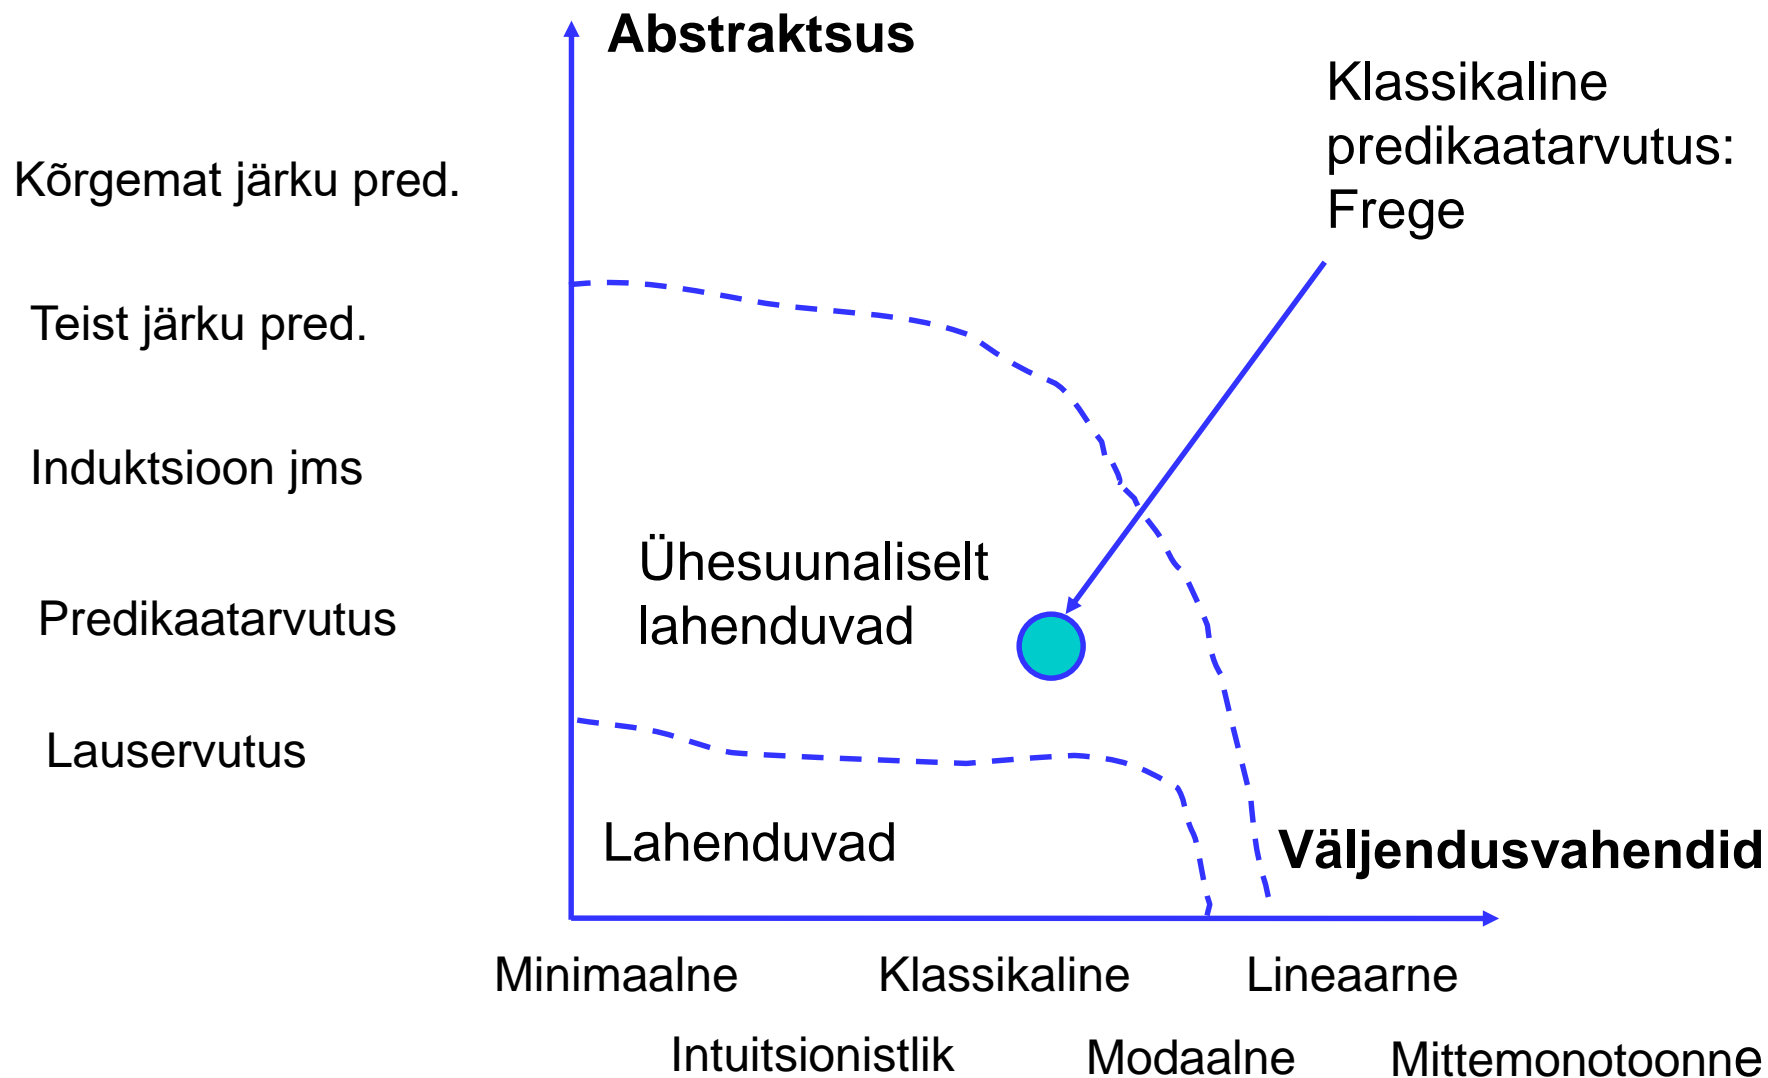 Abstraktsus
Klassikaline
predikaatarvutus:
Frege
Kõrgemat järku pred.
Teist järku pred.
Induktsioon jms
Ühesuunaliselt
lahenduvad
Predikaatarvutus
Lauservutus
Lahenduvad
Väljendusvahendid
Minimaalne
Klassikaline
Lineaarne
Intuitsionistlik
Modaalne
Mittemonotoonne